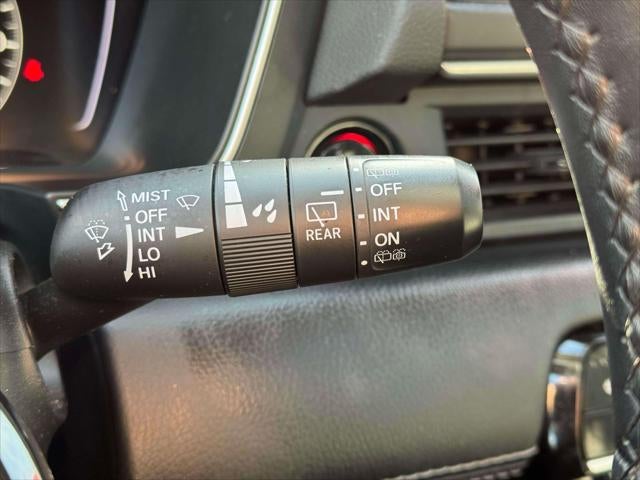 MIST
OFF
INT
LO
HI
REAR
OFF
INT
ON